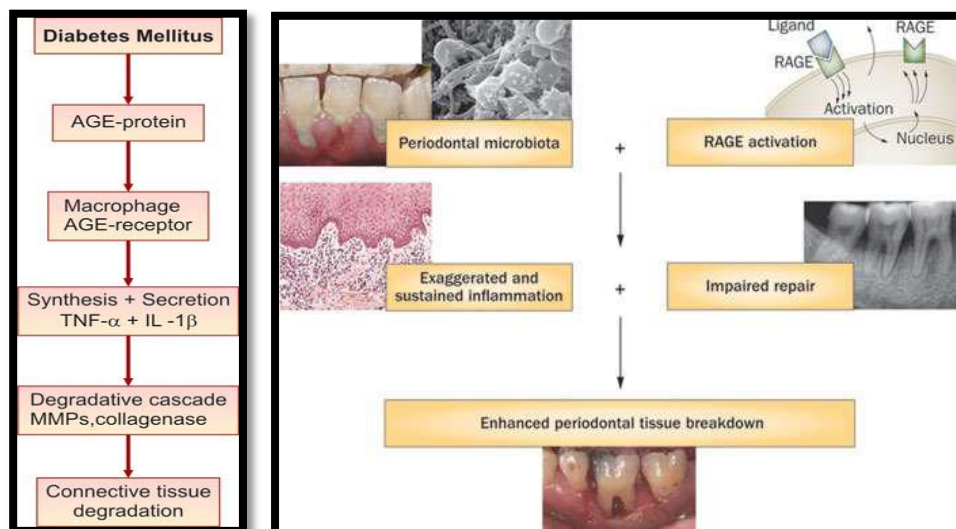 Diabetes Mellitus
AGE-protein
Macrophage
AGE-receptor
Synthesis + Secretion
TNF-α + IL -1β
Degradative cascade
MMPs,collagenase
Connective tissue
degradation
Ligand
RAGE
RAGE
Activation
Nucleus
Periodontal microbiota
+
RAGE activation
Exaggerated and
sustained inflammation
+
Impaired repair
Enhanced periodontal tissue breakdown